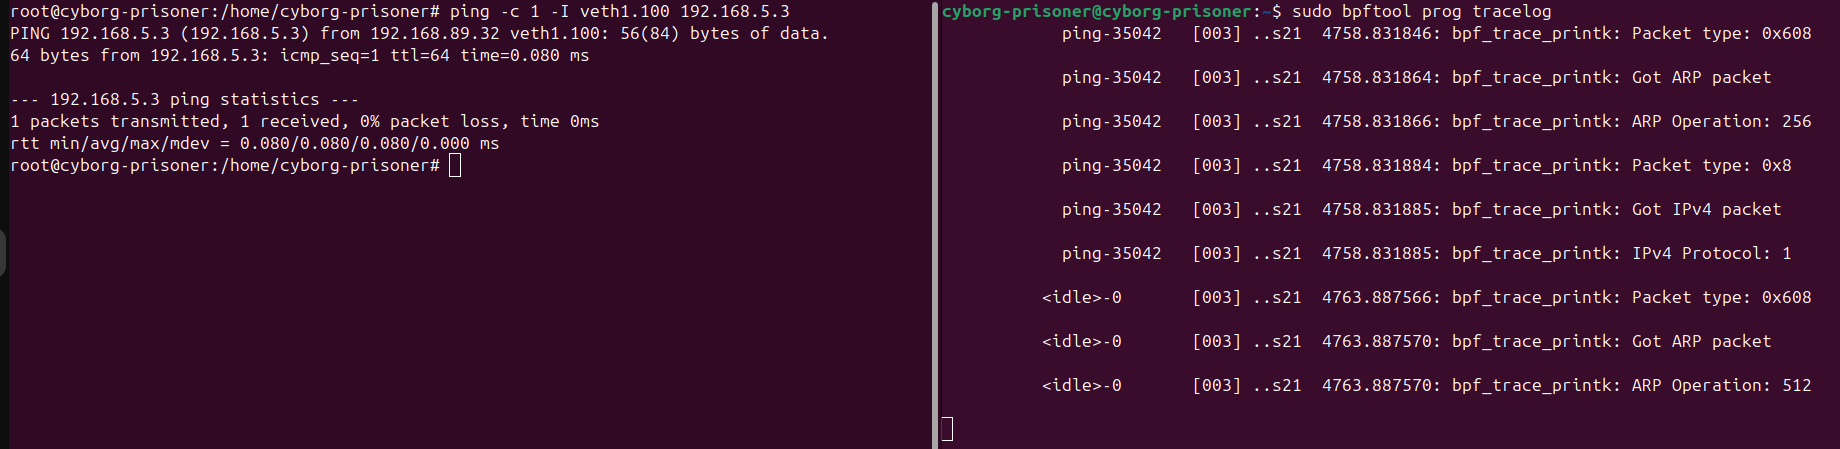 root@cyborg-prisoner:/home/cyborg-prisoner# ping -c 1 -I veth1.100 192.168.5.3
PING 192.168.5.3 (192.168.5.3) from 192.168.89.32 veth1.100: 56(84) bytes of data.
64 bytes from 192.168.5.3: icmp_seq=1 ttl=64 time=0.080 ms
--- 192.168.5.3 ping statistics ---
1 packets transmitted, 1 received, 0% packet loss, time 0ms
rtt min/avg/max/mdev = 0.080/0.080/0.080/0.000 ms
root@cyborg-prisoner:/home/cyborg-prisoner#
cyborg-prisoner@cyborg-prisoner:~$ sudo bpftool prog tracelog
ping-35042 [003] ..s21 4758.831846: bpf_trace_printk: Packet type: 0x608
ping-35042 [003] ..s21 4758.831864: bpf_trace_printk: Got ARP packet
ping-35042 [003] ..s21 4758.831866: bpf_trace_printk: ARP Operation: 256
ping-35042 [003] ..s21 4758.831884: bpf_trace_printk: Packet type: 0x8
ping-35042 [003] ..s21 4758.831885: bpf_trace_printk: Got IPv4 packet
ping-35042 [003] ..s21 4758.831885: bpf_trace_printk: IPv4 Protocol: 1
<idle>-0 [003] ..s21 4763.887566: bpf_trace_printk: Packet type: 0x608
<idle>-0 [003] ..s21 4763.887570: bpf_trace_printk: Got ARP packet
<idle>-0 [003] ..s21 4763.887570: bpf_trace_printk: ARP Operation: 512